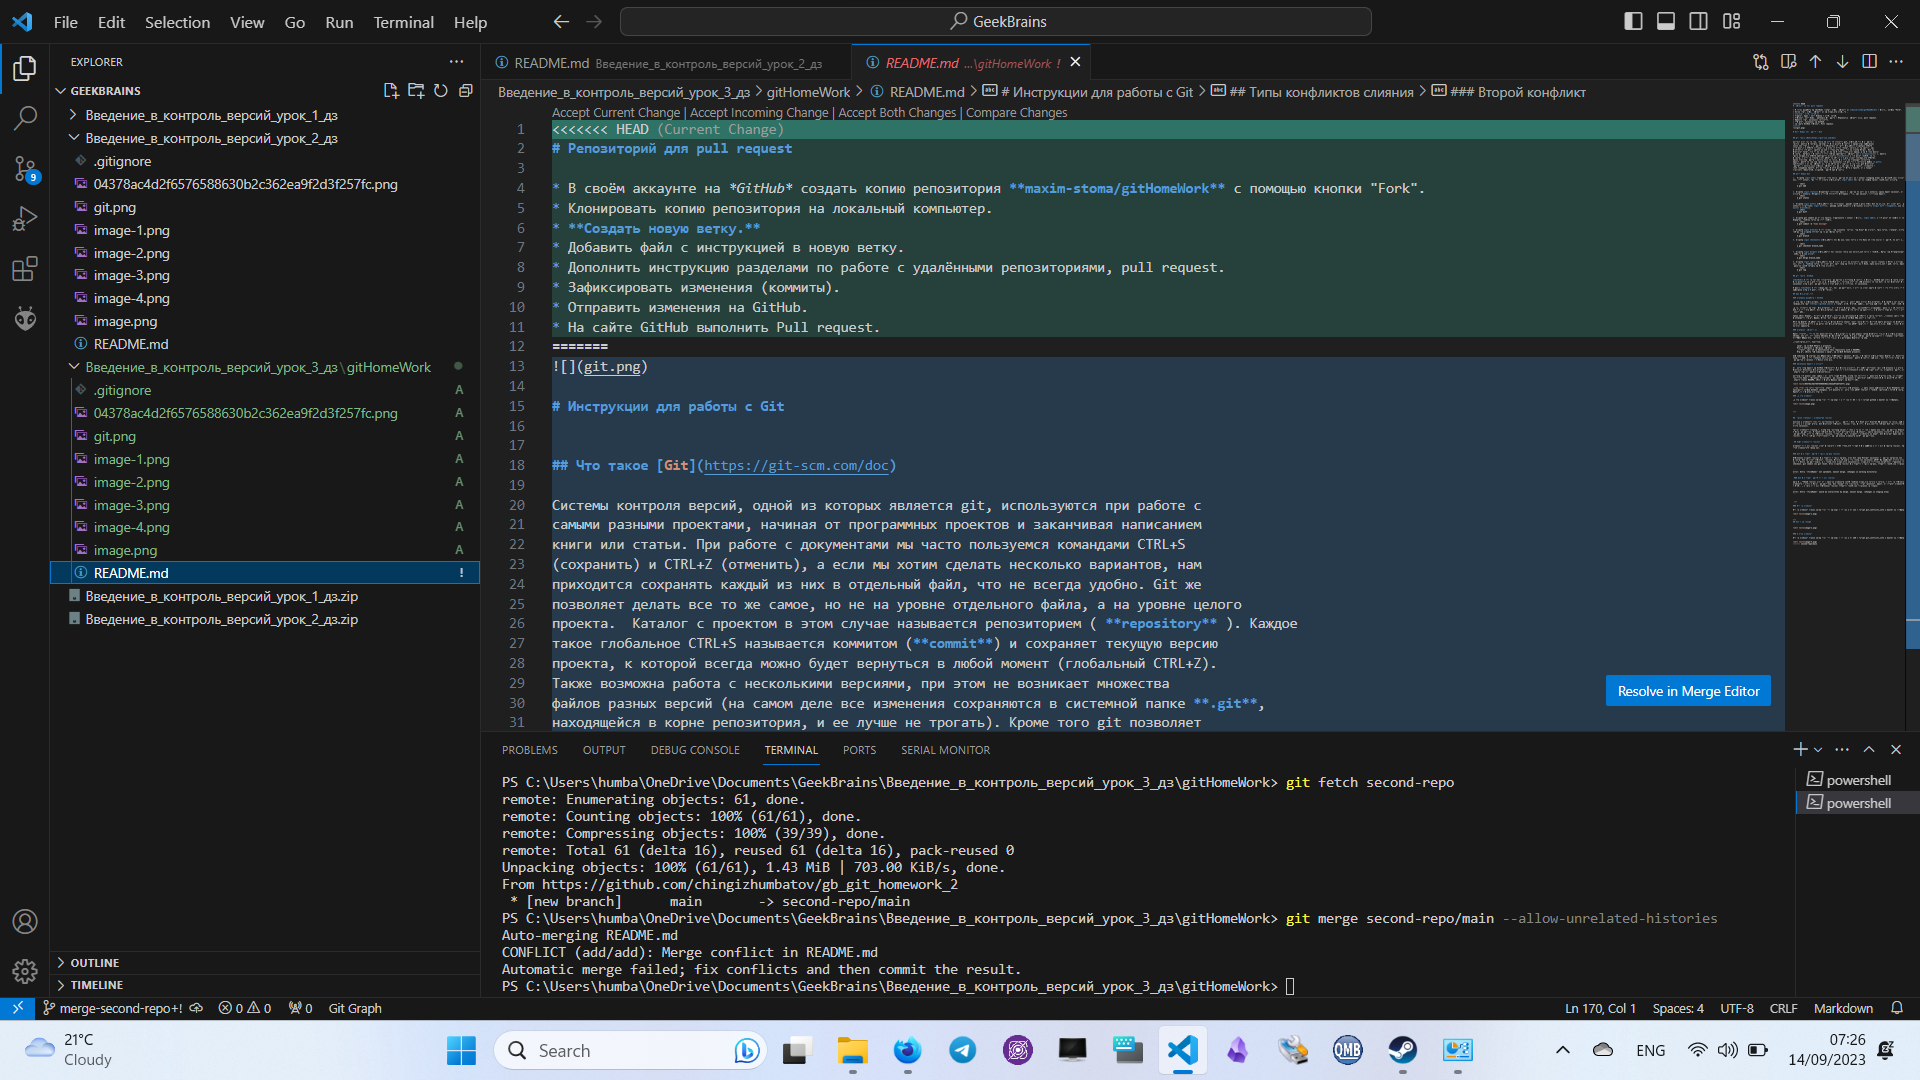 File Edit Selection View Go Run Terminal Help
GeekBrains
EXPLORER
GEEKBRAINS
Введение_в_контроль_версий_урок_1_дз
Введение_в_контроль_версий_урок_2_дз
.gitignore
04378ac4d2f6576588630b2c362ea9f2d3f257fc.png
git.png
image-1.png
image-2.png
image-3.png
image-4.png
image.png
README.md
Введение_в_контроль_версий_урок_3_дз\gitHomeWork
.gitignore A
04378ac4d2f6576588630b2c362ea9f2d3f257fc.png A
git.png A
image-1.png A
image-2.png A
image-3.png A
image-4.png A
image.png A
README.md !
Введение_в_контроль_версий_урок_1_дз.zip
Введение_в_контроль_версий_урок_2_дз.zip
OUTLINE
TIMELINE
9
README.md Введение_в_контроль_версий_урок_2_дз
README.md ...\gitHomeWork !
Введение_в_контроль_версий_урок_3_дз > gitHomeWork > README.md > # Инструкции для работы с Git > ## Типы конфликтов слияния > ### Второй конфликт
Accept Current Change | Accept Incoming Change | Accept Both Changes | Compare Changes
1 <<<<<<< HEAD (Current Change)
2 # Репозиторий для pull request
3
4 * В своём аккаунте на *GitHub* создать копию репозитория **maxim-stoma/gitHomeWork** с помощью кнопки "Fork".
5 * Клонировать копию репозитория на локальный компьютер.
6 * **Создать новую ветку.**
7 * Добавить файл с инструкцией в новую ветку.
8 * Дополнить инструкцию разделами по работе с удалёнными репозиториями, pull request.
9 * Зафиксировать изменения (коммиты).
10 * Отправить изменения на GitHub.
11 * На сайте GitHub выполнить Pull request.
12 =======
13 ![](git.png)
14
15 # Инструкции для работы с Git
16
17
18 ## Что такое [Git](https://git-scm.com/doc)
19
20 Системы контроля версий, одной из которых является git, используются при работе с
21 самыми разными проектами, начиная от программных проектов и заканчивая написанием
22 книги или статьи. При работе с документами мы часто пользуемся командами CTRL+S
23 (сохранить) и CTRL+Z (отменить), а если мы хотим сделать несколько вариантов, нам
24 приходится сохранять каждый из них в отдельный файл, что не всегда удобно. Git же
25 позволяет делать все то же самое, но не на уровне отдельного файла, а на уровне целого
26 проекта.  Каталог с проектом в этом случае называется репозиторием ( **repository** ). Каждое
27 такое глобальное CTRL+S называется коммитом (**commit**) и сохраняет текущую версию
28 проекта, к которой всегда можно будет вернуться в любой момент (глобальный CTRL+Z).
29 Также возможна работа с несколькими версиями, при этом не возникает множества
30 файлов разных версий (на самом деле все изменения сохраняются в системной папке **.git**,
31 находящейся в корне репозитория, и ее лучше не трогать). Кроме того git позволяет
Resolve in Merge Editor
PROBLEMS OUTPUT DEBUG CONSOLE TERMINAL PORTS SERIAL MONITOR
PS C:\Users\humba\OneDrive\Documents\GeekBrains\Введение_в_контроль_версий_урок_3_дз\gitHomeWork> git fetch second-repo
remote: Enumerating objects: 61, done.
remote: Counting objects: 100% (61/61), done.
remote: Compressing objects: 100% (39/39), done.
remote: Total 61 (delta 16), reused 61 (delta 16), pack-reused 0
Unpacking objects: 100% (61/61), 1.43 MiB | 703.00 KiB/s, done.
From https://github.com/chingizhumbatov/gb_git_homework_2
 * [new branch]      main       -> second-repo/main
PS C:\Users\humba\OneDrive\Documents\GeekBrains\Введение_в_контроль_версий_урок_3_дз\gitHomeWork> git merge second-repo/main --allow-unrelated-histories
Auto-merging README.md
CONFLICT (add/add): Merge conflict in README.md
Automatic merge failed; fix conflicts and then commit the result.
PS C:\Users\humba\OneDrive\Documents\GeekBrains\Введение_в_контроль_версий_урок_3_дз\gitHomeWork>
powershell
powershell
merge-second-repo+! 0 0 0 Git Graph
Ln 170, Col 1 Spaces: 4 UTF-8 CRLF Markdown
21°C
Cloudy
Search
QMB
ENG
07:26
14/09/2023